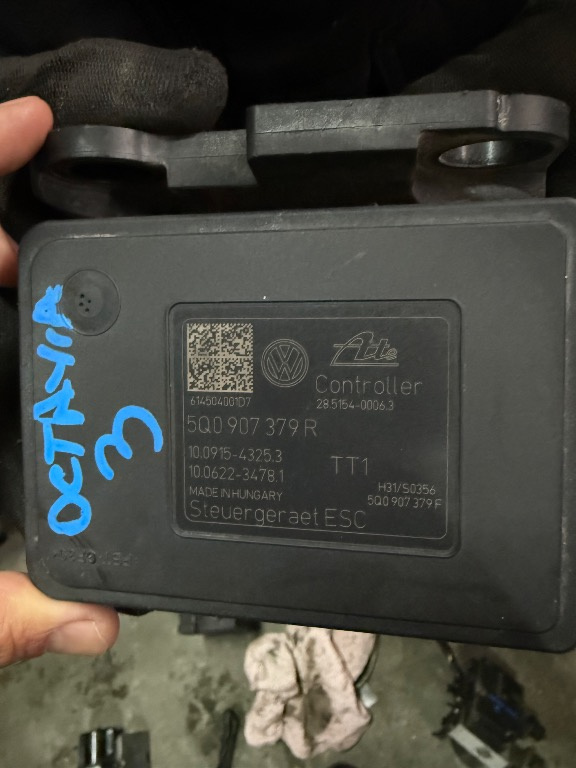 OCTAVIA
3
614504001D7
Ate
Controller
28.5154-0006.3
5Q0 907 379 R
10.0915-4325.3
10.0622-3478.1
TT1
MADE IN HUNGARY
H31/S0356
5Q0 907 379 F
Steuergeraet ESC